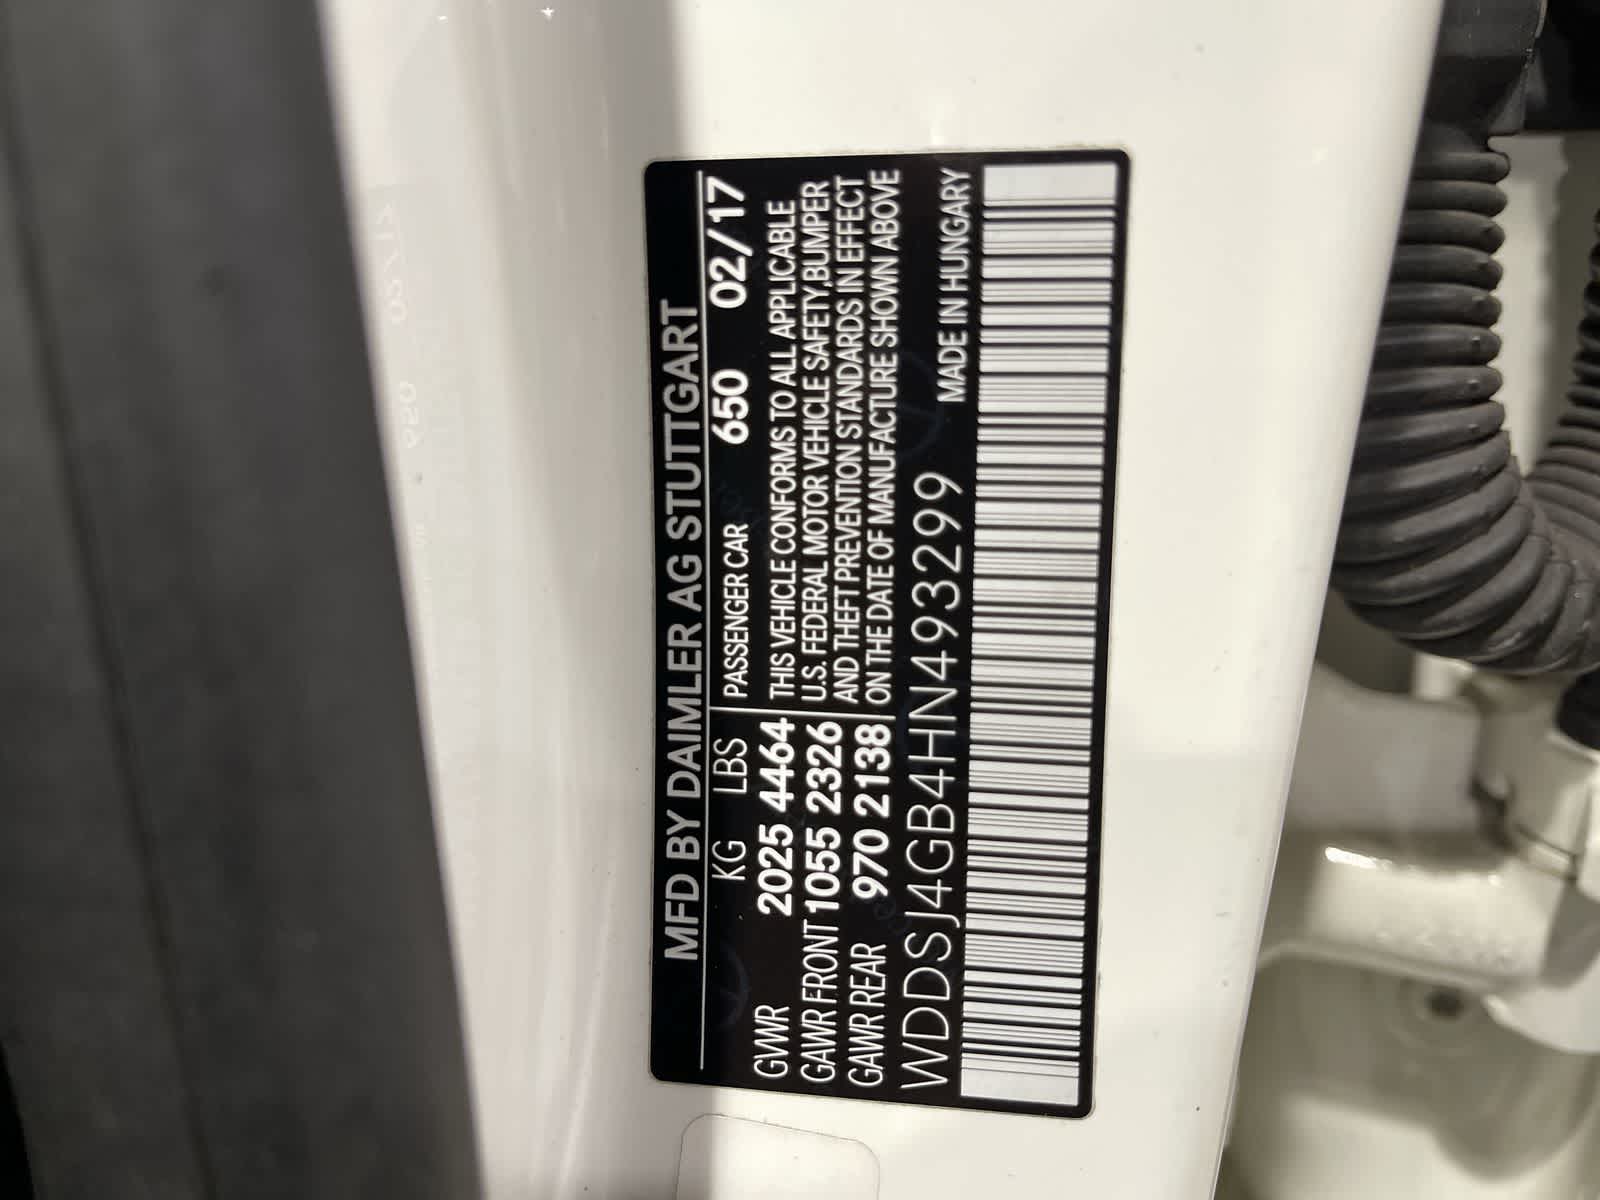 MFD BY DAIMLER AG STUTTGART
KG LBS PASSENGER CAR 650 02/17
GVWR 2025 4464 THIS VEHICLE CONFORMS TO ALL APPLICABLE
GAWR FRONT 1055 2326 U.S. FEDERAL MOTOR VEHICLE SAFETY,BUMPER
GAWR REAR 970 2138 AND THEFT PREVENTION STANDARDS IN EFFECT
ON THE DATE OF MANUFACTURE SHOWN ABOVE
WDDSJ4GB4HN493299 MADE IN HUNGARY